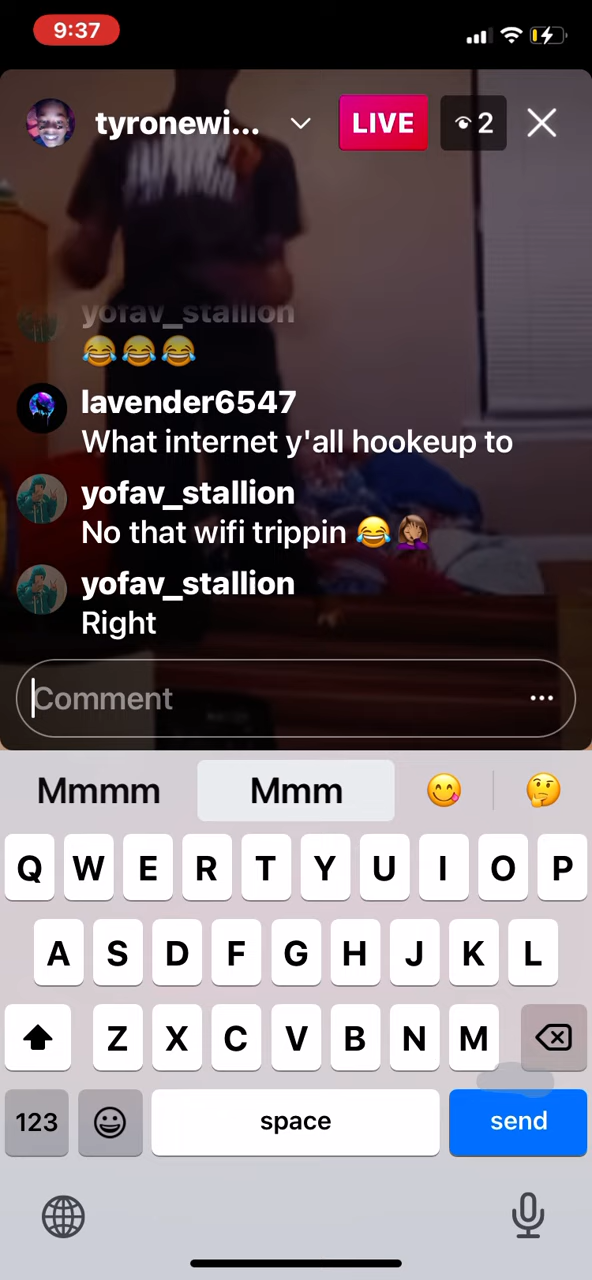 9:37
tyronewi...
LIVE
2
yofav_stallion
😂😂😂
lavender6547
What internet y'all hookeup to
yofav_stallion
No that wifi trippin 😂🤦🏽‍♀️
yofav_stallion
Right
Comment
Mmmm Mmm 😋 🤔
Q W E R T Y U I O P
A S D F G H J K L
Z X C V B N M
123 space send